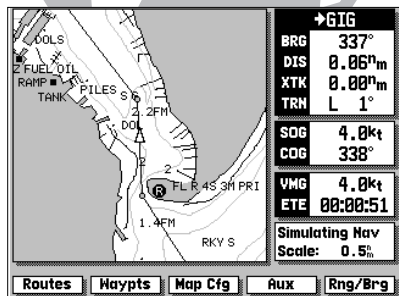 DOLS
Z FUEL OIL
RAMP
TANK
PILES
S
2.2FM
DOL
2
2
R
FL R 4S 3M PRI
1.4FM
RKY S
GIG
BRG 337°
DIS 0.06nm
XTK 0.00nm
TRN L 1°
SOG 4.0kt
COG 338°
VMG 4.0kt
ETE 00:00:51
Simulating Nav
Scale: 0.5nm
Routes Waypts Map Cfg Aux Rng/Brg